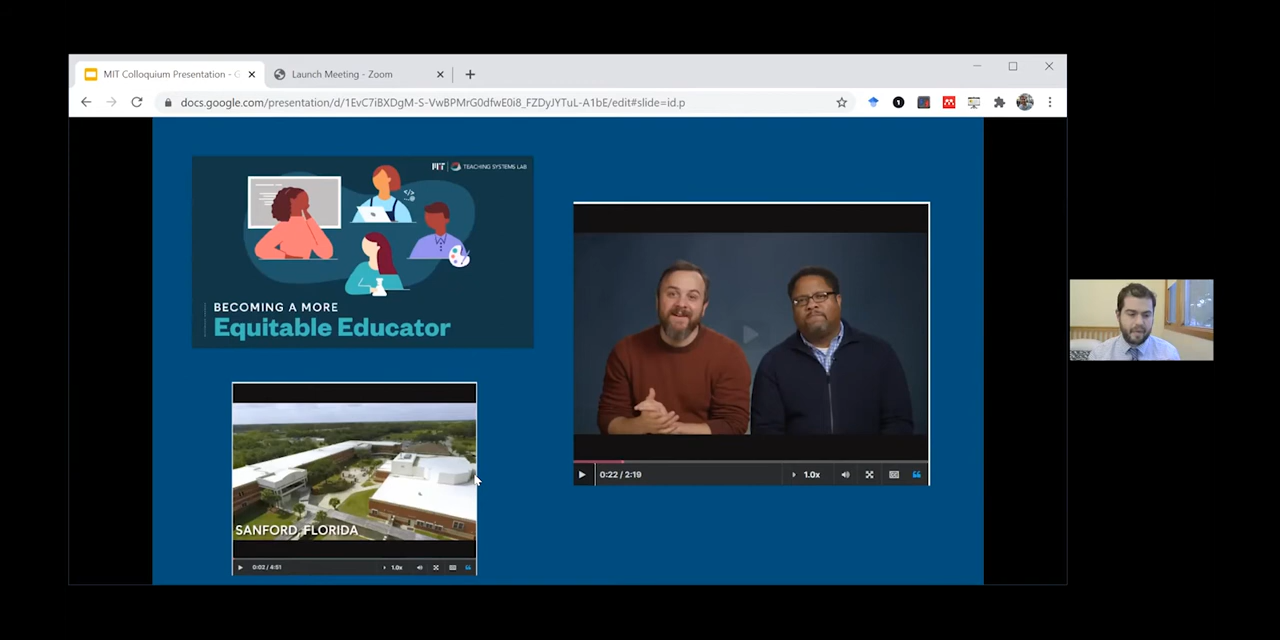 MIT Colloquium Presentation - G
Launch Meeting - Zoom
docs.google.com/presentation/d/1EvC7iBXDgM-S-VwBPMrG0dfwE0i8_FZDyJYTuL-A1bE/edit#slide=id.p
MIT TEACHING SYSTEMS LAB
BECOMING A MORE
Equitable Educator
0:22 / 2:19
1.0x
SANFORD, FLORIDA
0:02 / 4:51
1.0x